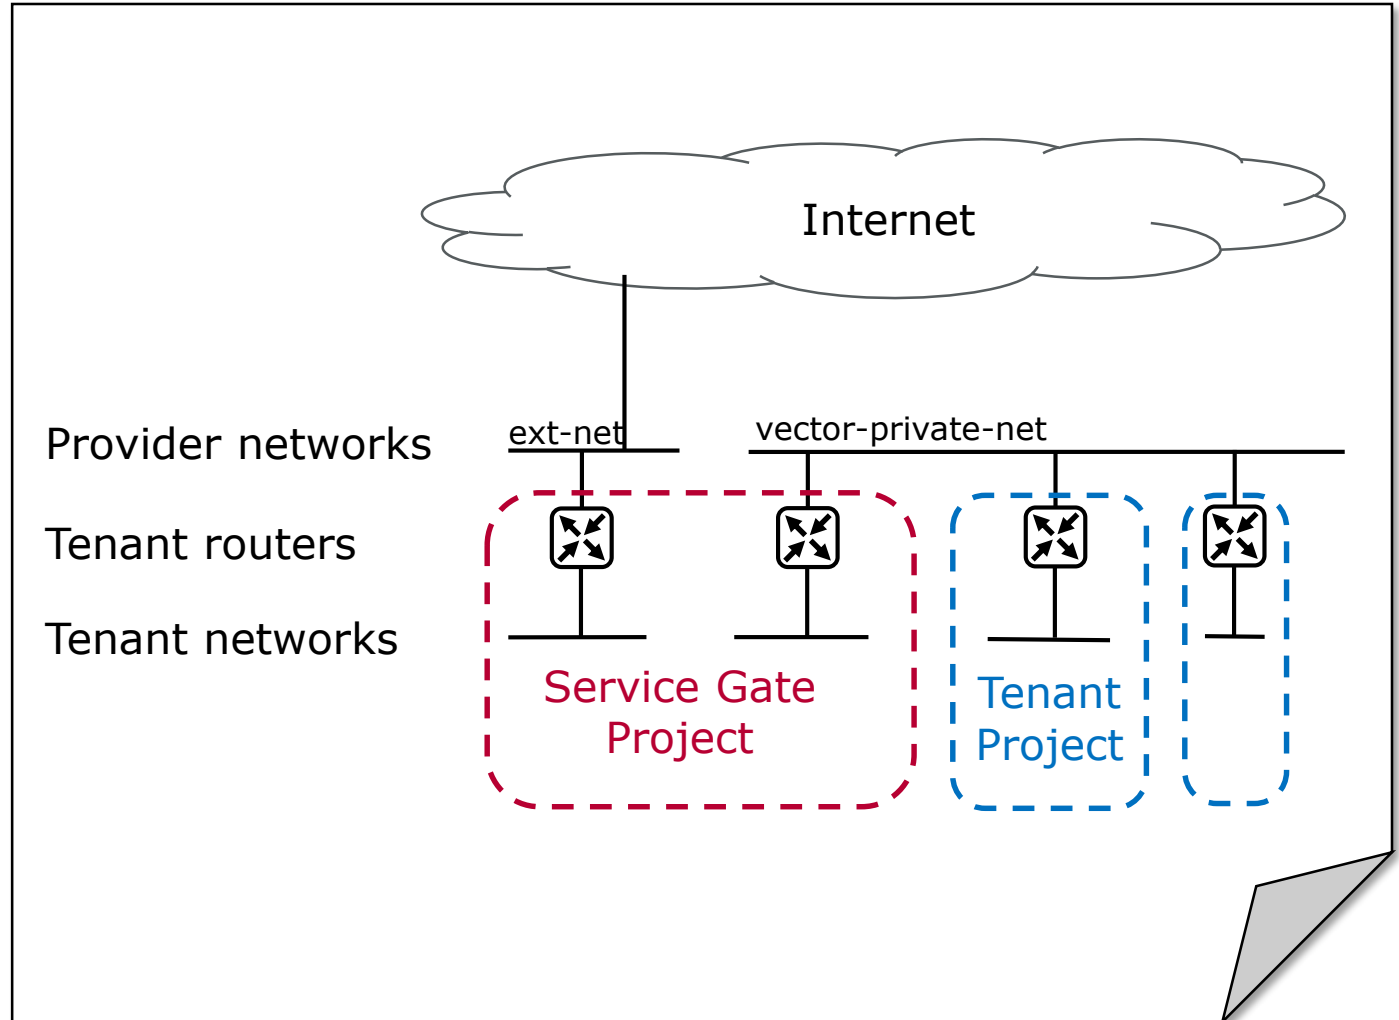 Internet
Provider networks
ext-net
vector-private-net
Tenant routers
Tenant networks
Service Gate
Project
Tenant
Project